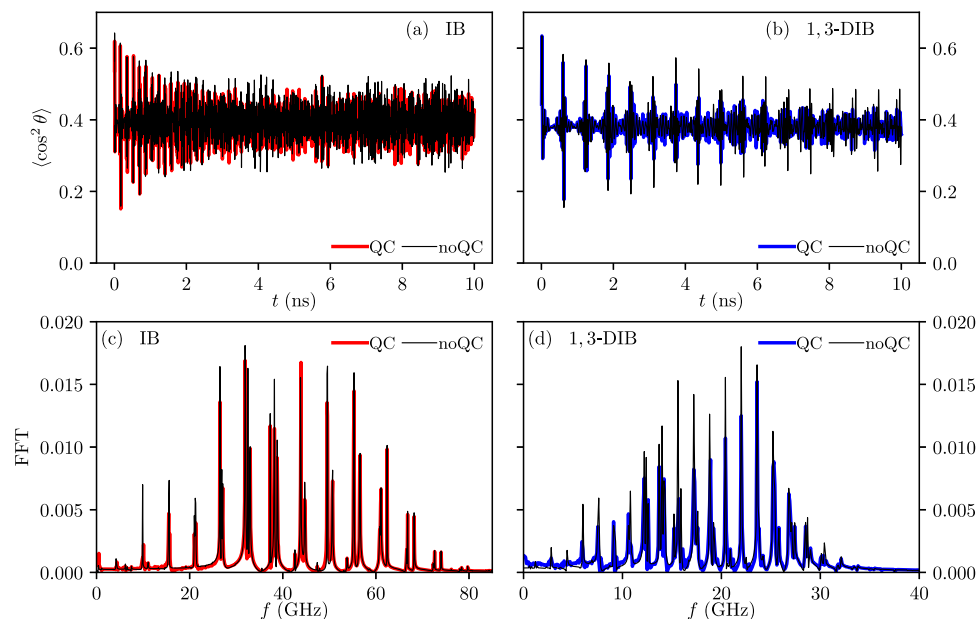 (a) IB
(b) 1,3-DIB
0.6
0.4
0.2
0.0
⟨cos² θ⟩
QC noQC
QC noQC
0.6
0.4
0.2
0.0
0 2 4 6 8 10
t (ns)
0 2 4 6 8 10
t (ns)
(c) IB
(d) 1,3-DIB
0.020
0.015
0.010
0.005
0.000
FFT
QC noQC
QC noQC
0.020
0.015
0.010
0.005
0.000
0 20 40 60 80
f (GHz)
0 10 20 30 40
f (GHz)